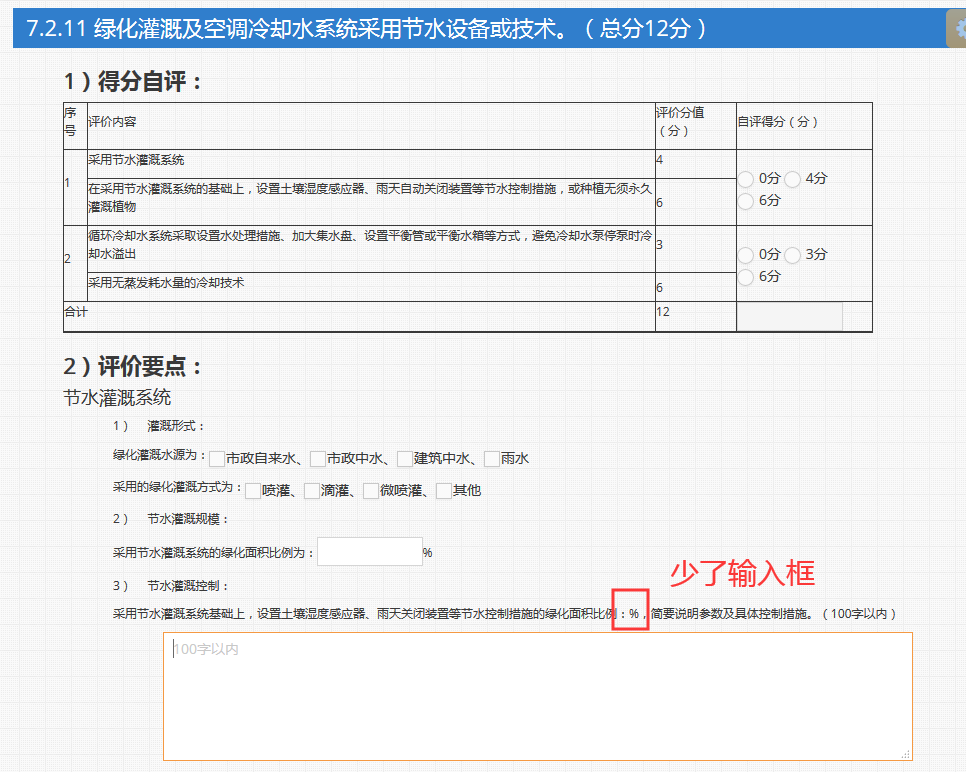 7.2.11 绿化灌溉及空调冷却水系统采用节水设备或技术。（总分12分）
1）得分自评：
序号 评价内容 评价分值（分） 自评得分（分）
1 采用节水灌溉系统 4 0分 4分
在采用节水灌溉系统的基础上，设置土壤湿度感应器、雨天自动关闭装置等节水控制措施，或种植无须永久
灌溉植物 6 6分
2 循环冷却水系统采取设置水处理措施、加大集水盘、设置平衡管或平衡水箱等方式，避免冷却水泵停泵时冷
却水溢出 3 0分 3分
采用无蒸发耗水量的冷却技术 6 6分
合计 12
2）评价要点：
节水灌溉系统
1） 灌溉形式：
绿化灌溉水源为： 市政自来水、 市政中水、 建筑中水、 雨水
采用的绿化灌溉方式为： 喷灌、 滴灌、 微喷灌、 其他
2） 节水灌溉规模：
采用节水灌溉系统的绿化面积比例为： %
3） 节水灌溉控制：
少了输入框
采用节水灌溉系统基础上，设置土壤湿度感应器、雨天关闭装置等节水控制措施的绿化面积比例：%，简要说明参数及具体控制措施。（100字以内）
100字以内